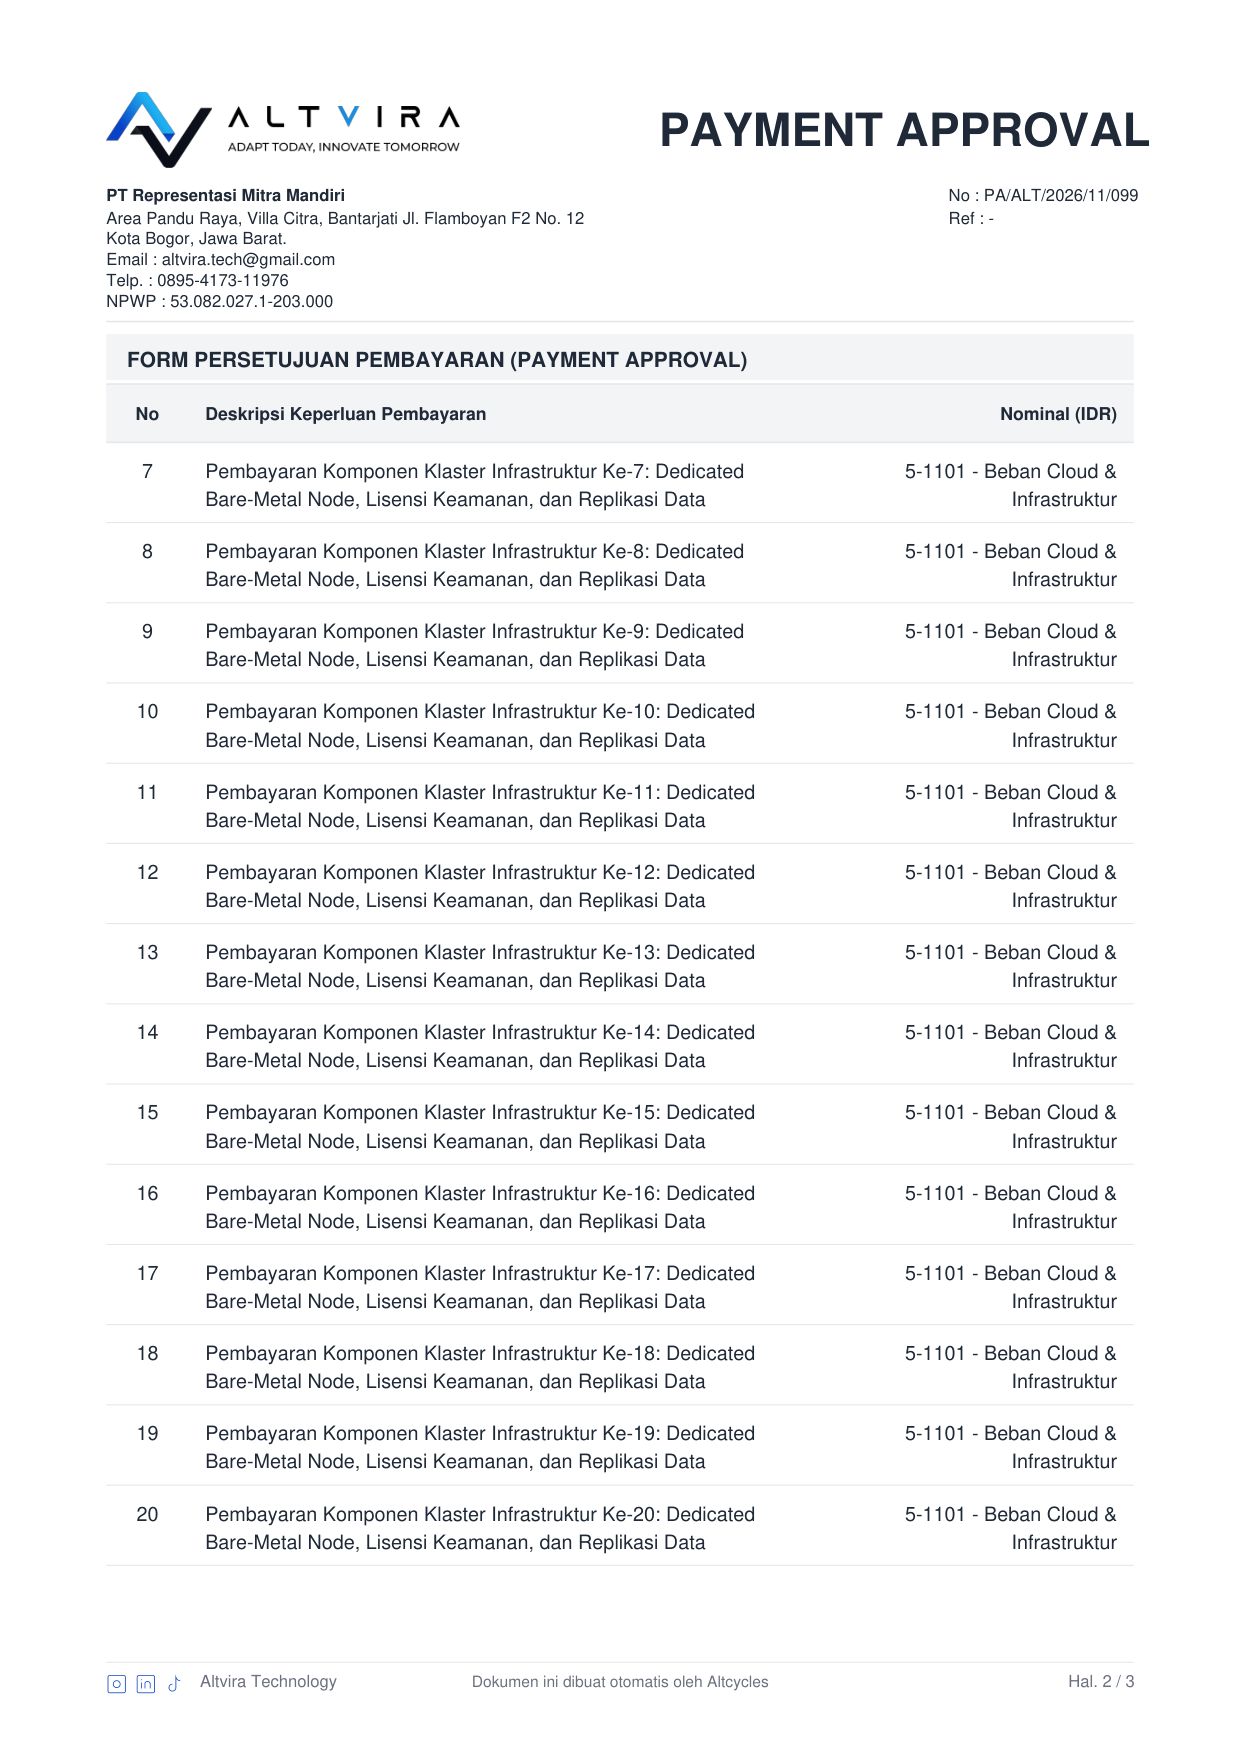 ALTVIRA
ADAPT TODAY, INNOVATE TOMORROW
PAYMENT APPROVAL
PT Representasi Mitra Mandiri
Area Pandu Raya, Villa Citra, Bantarjati Jl. Flamboyan F2 No. 12
Kota Bogor, Jawa Barat.
Email : altvira.tech@gmail.com
Telp. : 0895-4173-11976
NPWP : 53.082.027.1-203.000
No : PA/ALT/2026/11/099
Ref : -
FORM PERSETUJUAN PEMBAYARAN (PAYMENT APPROVAL)
No Deskripsi Keperluan Pembayaran Nominal (IDR)
7 Pembayaran Komponen Klaster Infrastruktur Ke-7: Dedicated 5-1101 - Beban Cloud &
Bare-Metal Node, Lisensi Keamanan, dan Replikasi Data Infrastruktur
8 Pembayaran Komponen Klaster Infrastruktur Ke-8: Dedicated 5-1101 - Beban Cloud &
Bare-Metal Node, Lisensi Keamanan, dan Replikasi Data Infrastruktur
9 Pembayaran Komponen Klaster Infrastruktur Ke-9: Dedicated 5-1101 - Beban Cloud &
Bare-Metal Node, Lisensi Keamanan, dan Replikasi Data Infrastruktur
10 Pembayaran Komponen Klaster Infrastruktur Ke-10: Dedicated 5-1101 - Beban Cloud &
Bare-Metal Node, Lisensi Keamanan, dan Replikasi Data Infrastruktur
11 Pembayaran Komponen Klaster Infrastruktur Ke-11: Dedicated 5-1101 - Beban Cloud &
Bare-Metal Node, Lisensi Keamanan, dan Replikasi Data Infrastruktur
12 Pembayaran Komponen Klaster Infrastruktur Ke-12: Dedicated 5-1101 - Beban Cloud &
Bare-Metal Node, Lisensi Keamanan, dan Replikasi Data Infrastruktur
13 Pembayaran Komponen Klaster Infrastruktur Ke-13: Dedicated 5-1101 - Beban Cloud &
Bare-Metal Node, Lisensi Keamanan, dan Replikasi Data Infrastruktur
14 Pembayaran Komponen Klaster Infrastruktur Ke-14: Dedicated 5-1101 - Beban Cloud &
Bare-Metal Node, Lisensi Keamanan, dan Replikasi Data Infrastruktur
15 Pembayaran Komponen Klaster Infrastruktur Ke-15: Dedicated 5-1101 - Beban Cloud &
Bare-Metal Node, Lisensi Keamanan, dan Replikasi Data Infrastruktur
16 Pembayaran Komponen Klaster Infrastruktur Ke-16: Dedicated 5-1101 - Beban Cloud &
Bare-Metal Node, Lisensi Keamanan, dan Replikasi Data Infrastruktur
17 Pembayaran Komponen Klaster Infrastruktur Ke-17: Dedicated 5-1101 - Beban Cloud &
Bare-Metal Node, Lisensi Keamanan, dan Replikasi Data Infrastruktur
18 Pembayaran Komponen Klaster Infrastruktur Ke-18: Dedicated 5-1101 - Beban Cloud &
Bare-Metal Node, Lisensi Keamanan, dan Replikasi Data Infrastruktur
19 Pembayaran Komponen Klaster Infrastruktur Ke-19: Dedicated 5-1101 - Beban Cloud &
Bare-Metal Node, Lisensi Keamanan, dan Replikasi Data Infrastruktur
20 Pembayaran Komponen Klaster Infrastruktur Ke-20: Dedicated 5-1101 - Beban Cloud &
Bare-Metal Node, Lisensi Keamanan, dan Replikasi Data Infrastruktur
Altvira Technology Dokumen ini dibuat otomatis oleh Altcycles Hal. 2 / 3